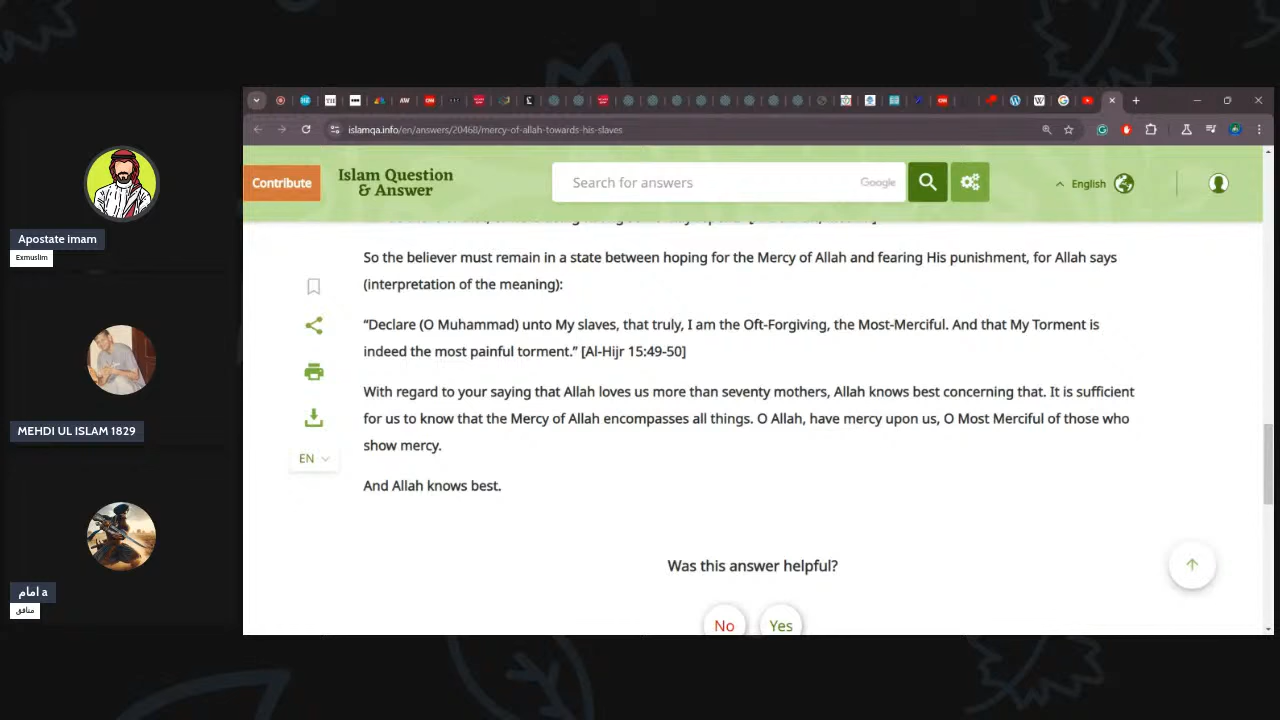 islamqa.info/en/answers/20468/mercy-of-allah-towards-his-slaves
Contribute
Islam Question
& Answer
Search for answers
Google
English
Apostate imam
Exmuslim
So the believer must remain in a state between hoping for the Mercy of Allah and fearing His punishment, for Allah says
(interpretation of the meaning):
“Declare (O Muhammad) unto My slaves, that truly, I am the Oft-Forgiving, the Most-Merciful. And that My Torment is
indeed the most painful torment.” [Al-Hijr 15:49-50]
With regard to your saying that Allah loves us more than seventy mothers, Allah knows best concerning that. It is sufficient
for us to know that the Mercy of Allah encompasses all things. O Allah, have mercy upon us, O Most Merciful of those who
show mercy.
MEHDI UL ISLAM 1829
EN
And Allah knows best.
Was this answer helpful?
No
Yes
امام a
منافق